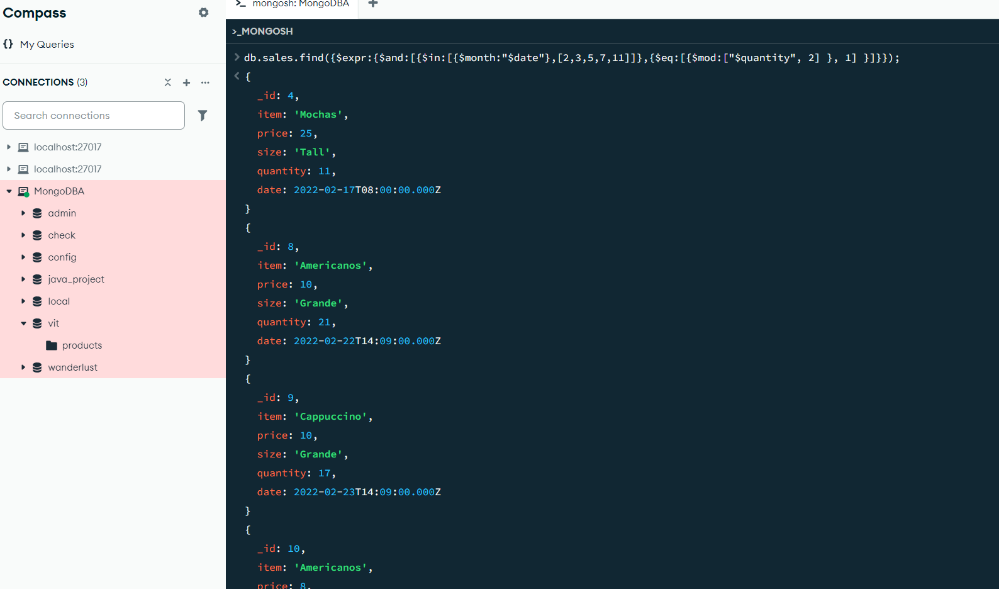 Compass
My Queries
CONNECTIONS (3)
Search connections
localhost:27017
localhost:27017
MongoDBA
admin
check
config
java_project
local
vit
products
wanderlust
mongosh: MongoDBA
>_MONGOSH
db.sales.find({$expr:{$and:[{$in:[{$month:"$date"},[2,3,5,7,11]]},{$eq:[{$mod:["$quantity", 2] }, 1] }]}});
{
_id: 4,
item: 'Mochas',
price: 25,
size: 'Tall',
quantity: 11,
date: 2022-02-17T08:00:00.000Z
}
{
_id: 8,
item: 'Americanos',
price: 10,
size: 'Grande',
quantity: 21,
date: 2022-02-22T14:09:00.000Z
}
{
_id: 9,
item: 'Cappuccino',
price: 10,
size: 'Grande',
quantity: 17,
date: 2022-02-23T14:09:00.000Z
}
{
_id: 10,
item: 'Americanos',
price: 8,